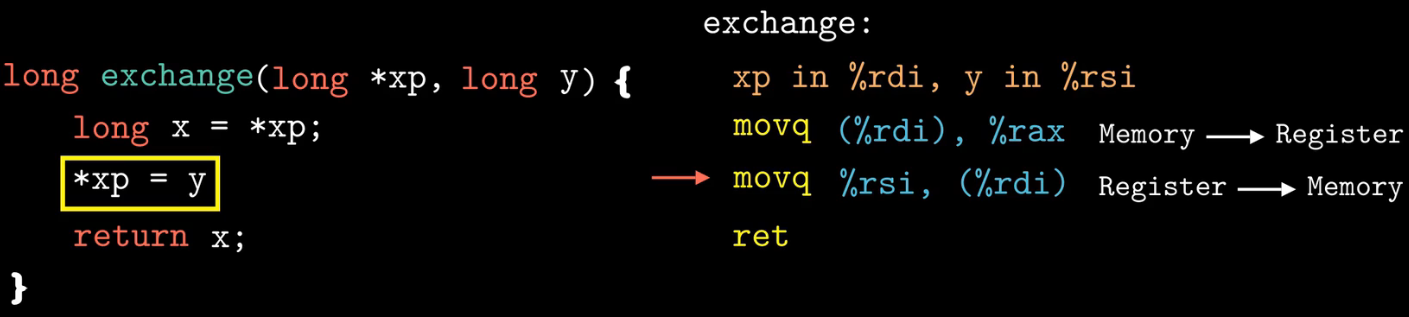 long exchange(long *xp, long y) {
long x = *xp;
*xp = y
return x;
}
exchange:
xp in %rdi, y in %rsi
movq (%rdi), %rax Memory ⟶ Register
movq %rsi, (%rdi) Register ⟶ Memory
ret